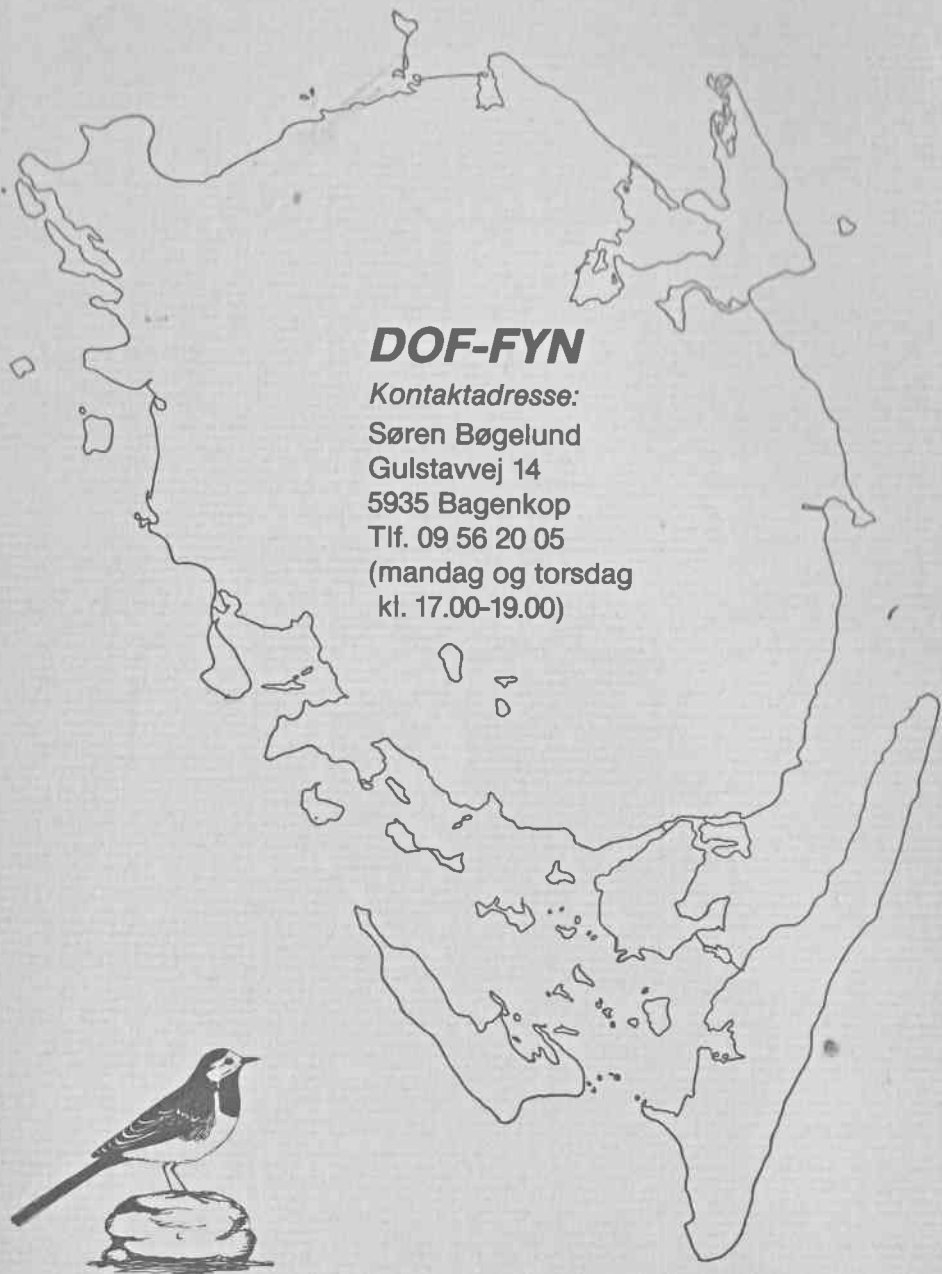 DOF-FYN
Kontaktadresse:
Søren Bøgelund
Gulstavvej 14
5935 Bagenkop
Tlf. 09 56 20 05
(mandag og torsdag
kl. 17.00-19.00)